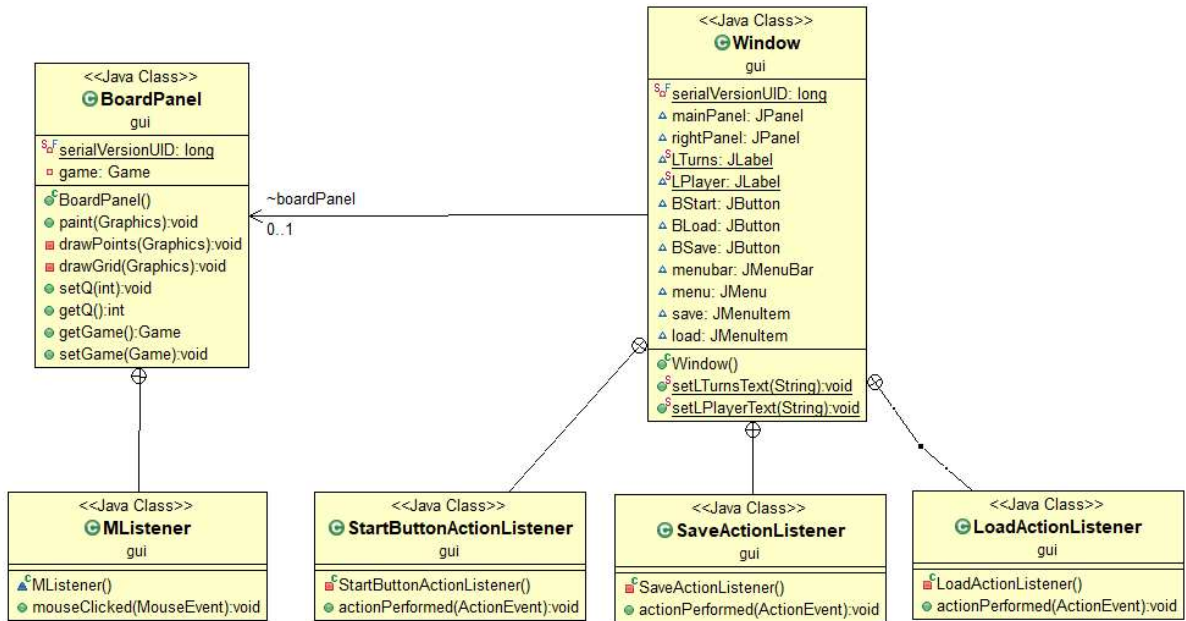 <<Java Class>>
BoardPanel
gui
serialVersionUID: long
game: Game
BoardPanel()
paint(Graphics):void
drawPoints(Graphics):void
drawGrid(Graphics):void
setQ(int):void
getQ():int
getGame():Game
setGame(Game):void
~boardPanel
0..1
<<Java Class>>
Window
gui
serialVersionUID: long
mainPanel: JPanel
rightPanel: JPanel
LTurns: JLabel
LPlayer: JLabel
BStart: JButton
BLoad: JButton
BSave: JButton
menubar: JMenuBar
menu: JMenu
save: JMenuItem
load: JMenuItem
Window()
setLTurnsText(String):void
setLPlayerText(String):void
<<Java Class>>
MListener
gui
MListener()
mouseClicked(MouseEvent):void
<<Java Class>>
StartButtonActionListener
gui
StartButtonActionListener()
actionPerformed(ActionEvent):void
<<Java Class>>
SaveActionListener
gui
SaveActionListener()
actionPerformed(ActionEvent):void
<<Java Class>>
LoadActionListener
gui
LoadActionListener()
actionPerformed(ActionEvent):void